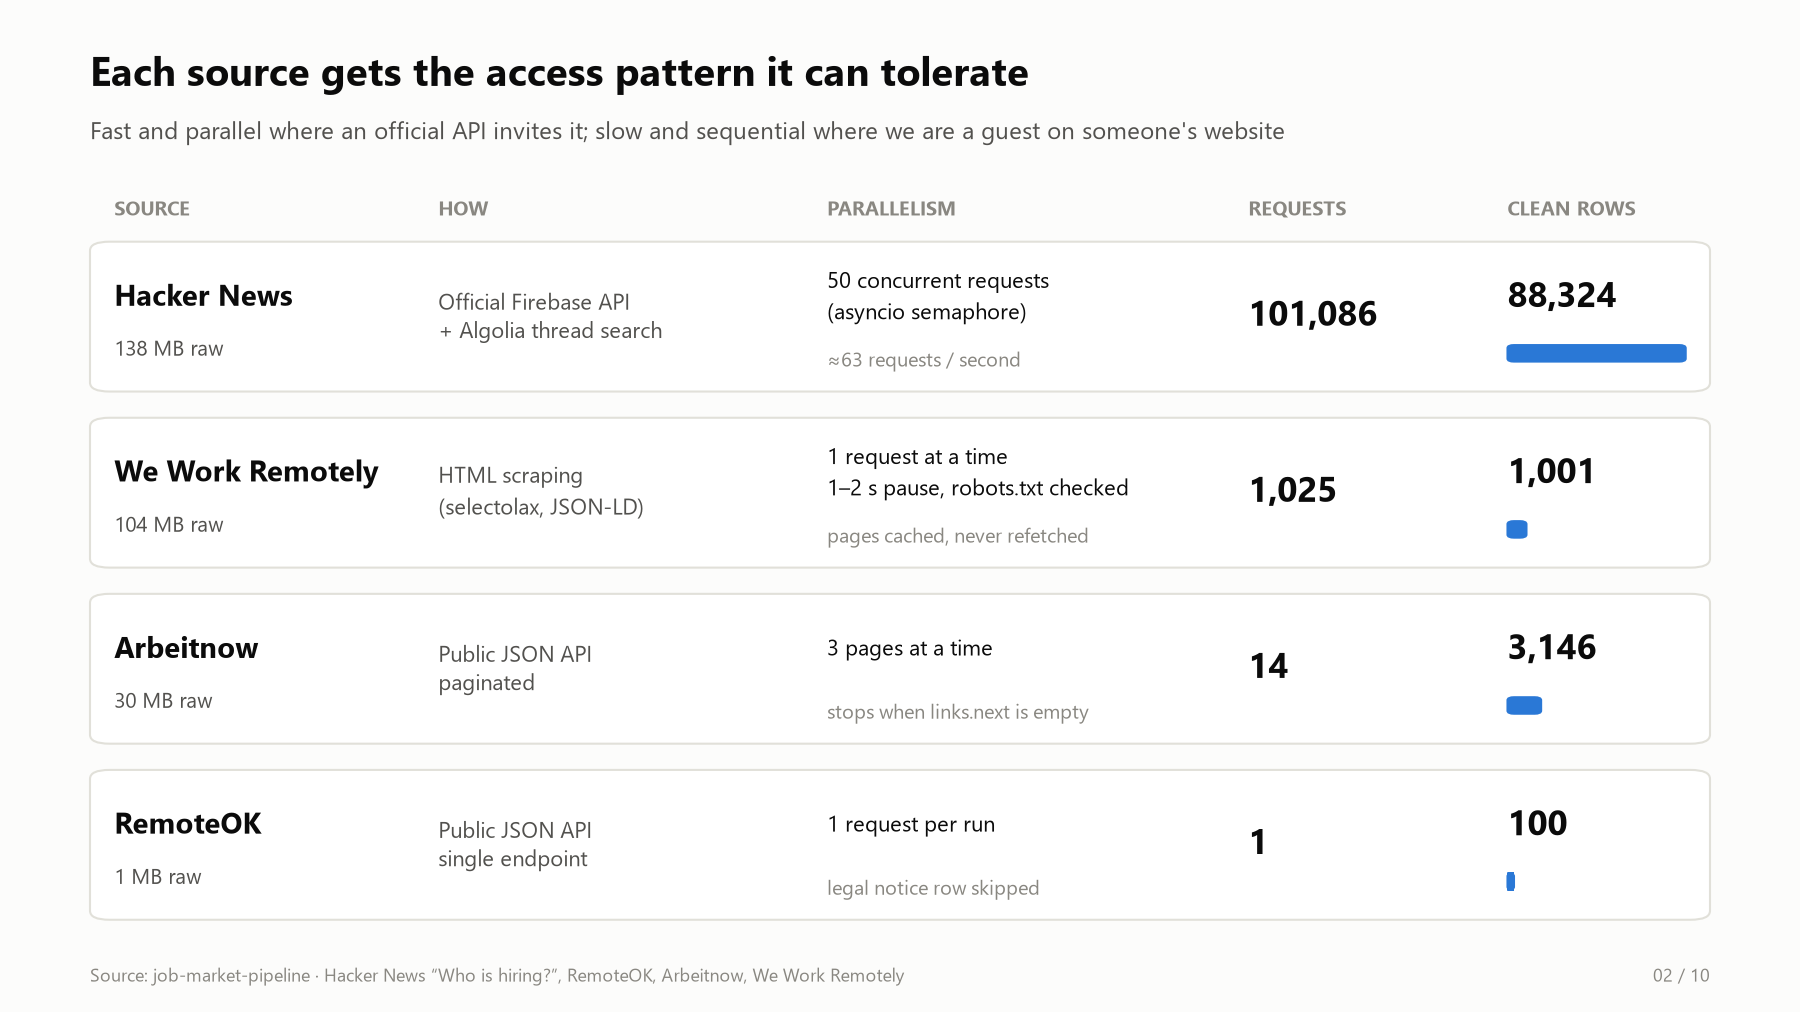 Each source gets the access pattern it can tolerate
Fast and parallel where an official API invites it; slow and sequential where we are a guest on someone's website
SOURCE HOW PARALLELISM REQUESTS CLEAN ROWS
Hacker News
138 MB raw
Official Firebase API
+ Algolia thread search
50 concurrent requests
(asyncio semaphore)
≈63 requests / second
101,086
88,324
We Work Remotely
104 MB raw
HTML scraping
(selectolax, JSON-LD)
1 request at a time
1–2 s pause, robots.txt checked
pages cached, never refetched
1,025
1,001
Arbeitnow
30 MB raw
Public JSON API
paginated
3 pages at a time
stops when links.next is empty
14
3,146
RemoteOK
1 MB raw
Public JSON API
single endpoint
1 request per run
legal notice row skipped
1
100
Source: job-market-pipeline · Hacker News “Who is hiring?”, RemoteOK, Arbeitnow, We Work Remotely
02 / 10